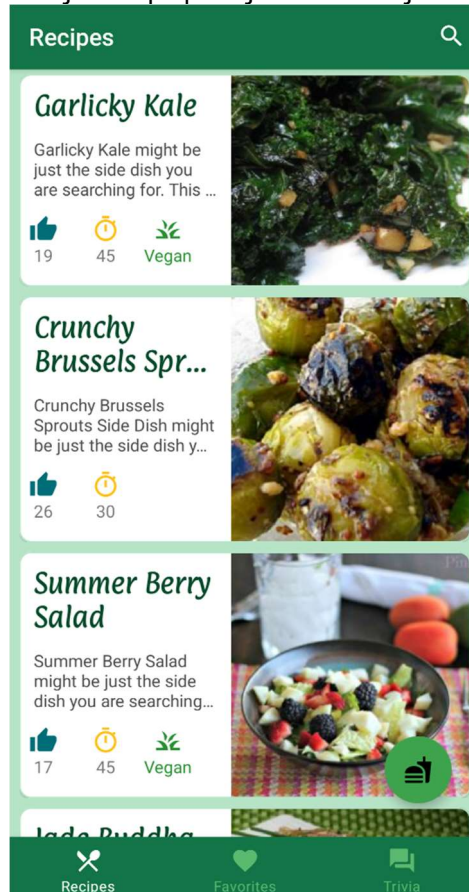 Recipes
Garlicky Kale
Garlicky Kale might be
just the side dish you
are searching for. This ...
19 45 Vegan
Crunchy
Brussels Spr...
Crunchy Brussels
Sprouts Side Dish might
be just the side dish y...
26 30
Summer Berry
Salad
Summer Berry Salad
might be just the side
dish you are searching...
17 45 Vegan
Jade Buddha
Recipes Favorites Trivia